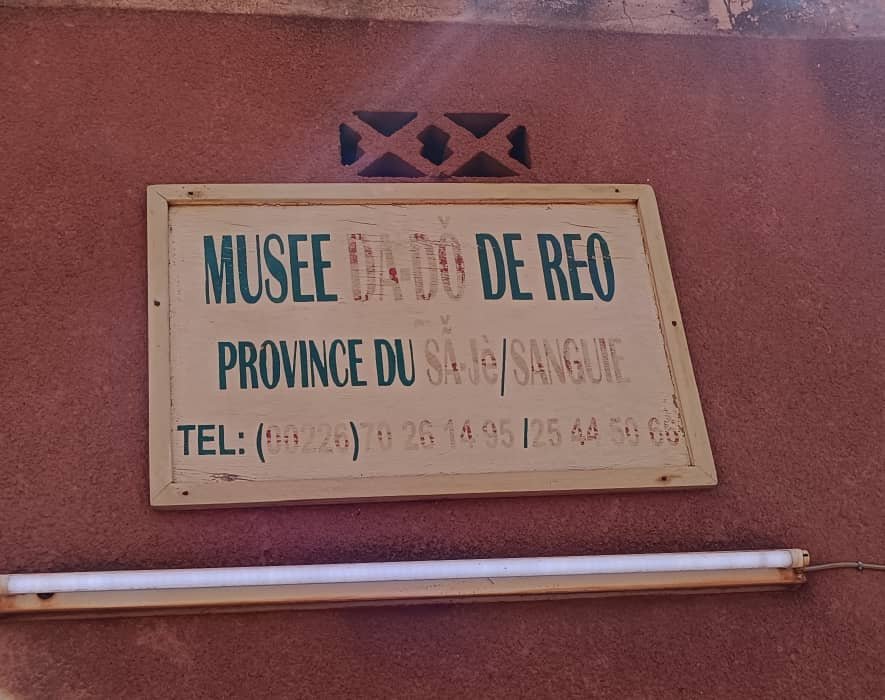 MUSEE DA-DǑ DE REO
PROVINCE DU SÃ̌-Jè/SANGUIE
TEL: (00226)70 26 14 95 /25 44 50 66